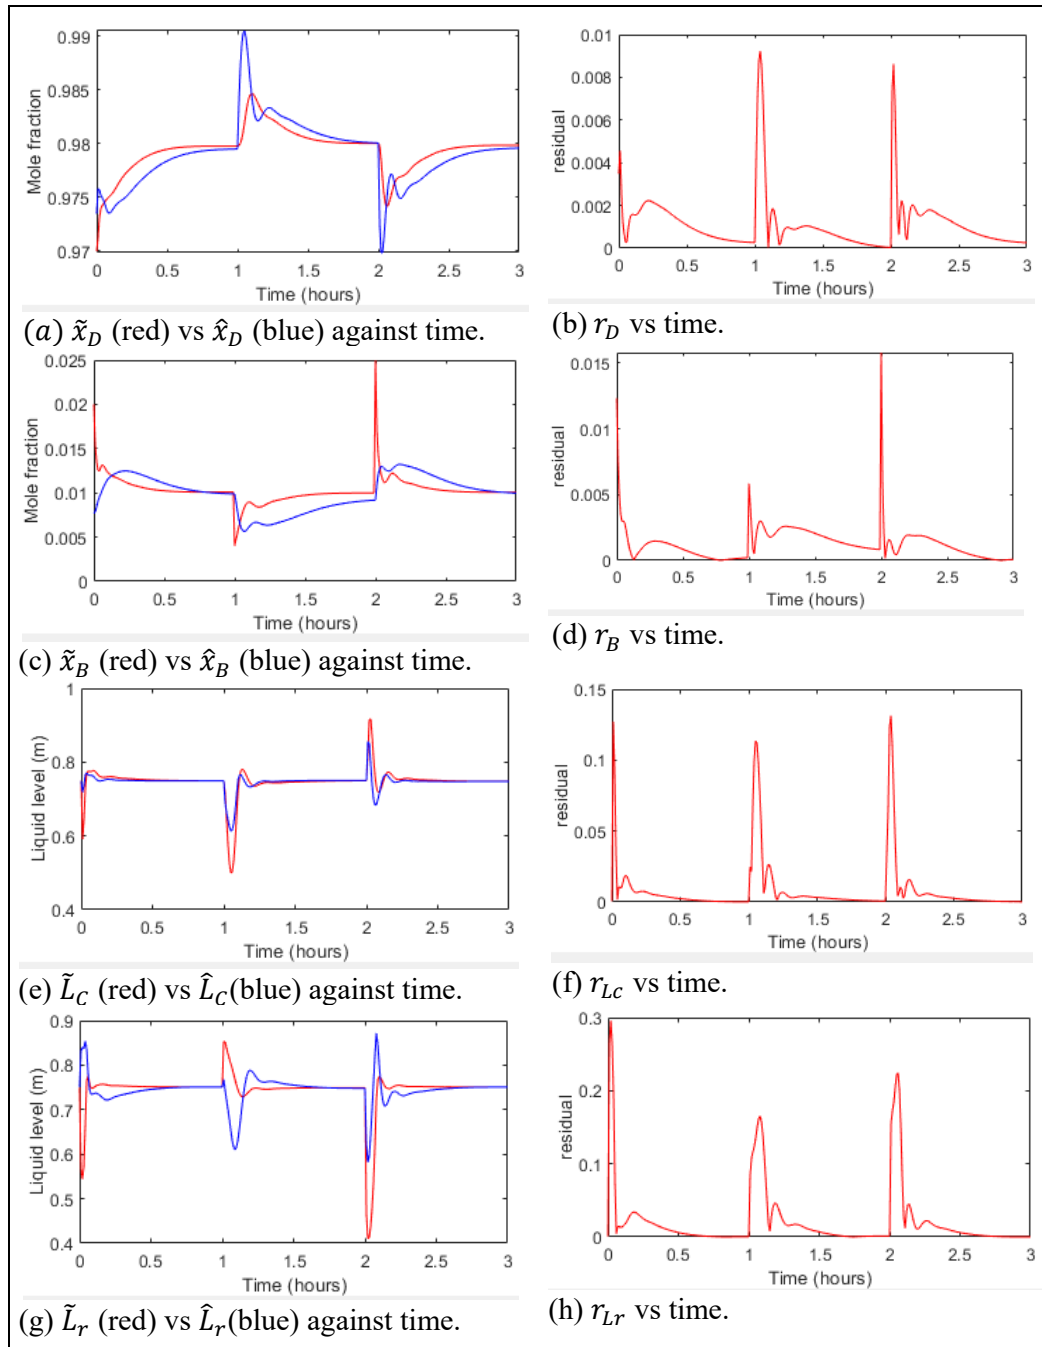 0.99
0.985
0.98
0.975
0.97
Mole fraction
0 0.5 1 1.5 2 2.5 3
Time (hours)
(a) x̃_D (red) vs x̂_D (blue) against time.
0.01
0.008
0.006
0.004
0.002
0
residual
0 0.5 1 1.5 2 2.5 3
Time (hours)
(b) r_D vs time.
0.025
0.02
0.015
0.01
0.005
0
Mole fraction
0 0.5 1 1.5 2 2.5 3
Time (hours)
(c) x̃_B (red) vs x̂_B (blue) against time.
0.015
0.01
0.005
0
residual
0 0.5 1 1.5 2 2.5 3
Time (hours)
(d) r_B vs time.
1
0.8
0.6
0.4
Liquid level (m)
0 0.5 1 1.5 2 2.5 3
Time (hours)
(e) L̃_C (red) vs L̂_C(blue) against time.
0.15
0.1
0.05
0
residual
0 0.5 1 1.5 2 2.5 3
Time (hours)
(f) r_Lc vs time.
0.9
0.8
0.7
0.6
0.5
0.4
Liquid level (m)
0 0.5 1 1.5 2 2.5 3
Time (hours)
(g) L̃_r (red) vs L̂_r(blue) against time.
0.3
0.2
0.1
0
residual
0 0.5 1 1.5 2 2.5 3
Time (hours)
(h) r_Lr vs time.